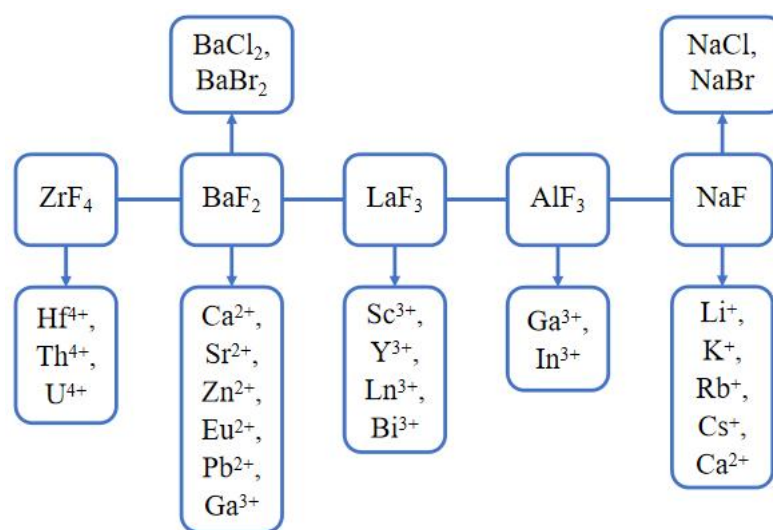 BaCl₂,
BaBr₂
NaCl,
NaBr
ZrF₄
BaF₂
LaF₃
AlF₃
NaF
Hf⁴⁺,
Th⁴⁺,
U⁴⁺
Ca²⁺,
Sr²⁺,
Zn²⁺,
Eu²⁺,
Pb²⁺,
Ga³⁺
Sc³⁺,
Y³⁺,
Ln³⁺,
Bi³⁺
Ga³⁺,
In³⁺
Li⁺,
K⁺,
Rb⁺,
Cs⁺,
Ca²⁺